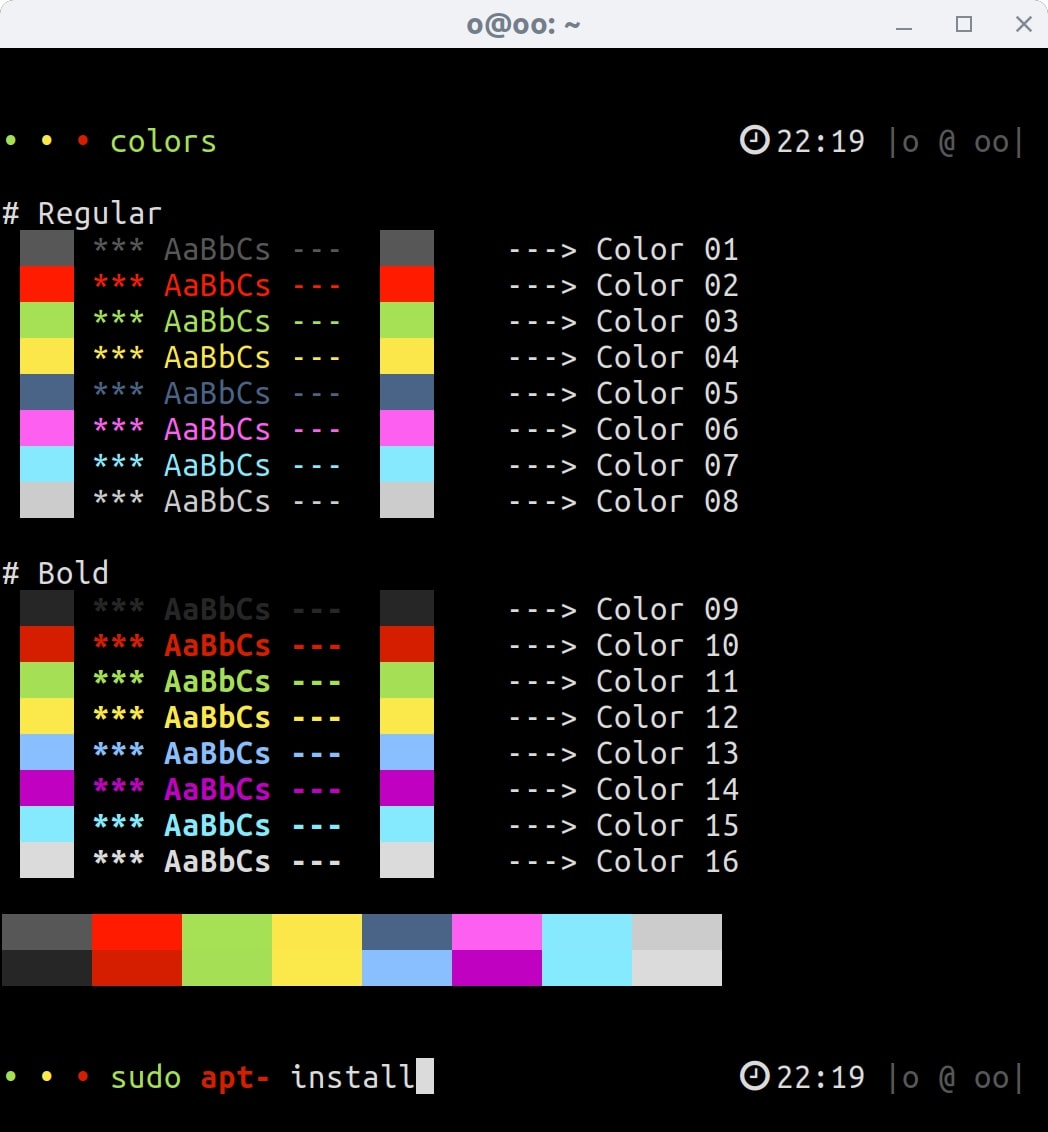 o@oo: ~
• • • colors 22:19 |o @ oo|
# Regular
*** AaBbCs --- ---> Color 01
*** AaBbCs --- ---> Color 02
*** AaBbCs --- ---> Color 03
*** AaBbCs --- ---> Color 04
*** AaBbCs --- ---> Color 05
*** AaBbCs --- ---> Color 06
*** AaBbCs --- ---> Color 07
*** AaBbCs --- ---> Color 08
# Bold
*** AaBbCs --- ---> Color 09
*** AaBbCs --- ---> Color 10
*** AaBbCs --- ---> Color 11
*** AaBbCs --- ---> Color 12
*** AaBbCs --- ---> Color 13
*** AaBbCs --- ---> Color 14
*** AaBbCs --- ---> Color 15
*** AaBbCs --- ---> Color 16
• • • sudo apt- install 22:19 |o @ oo|